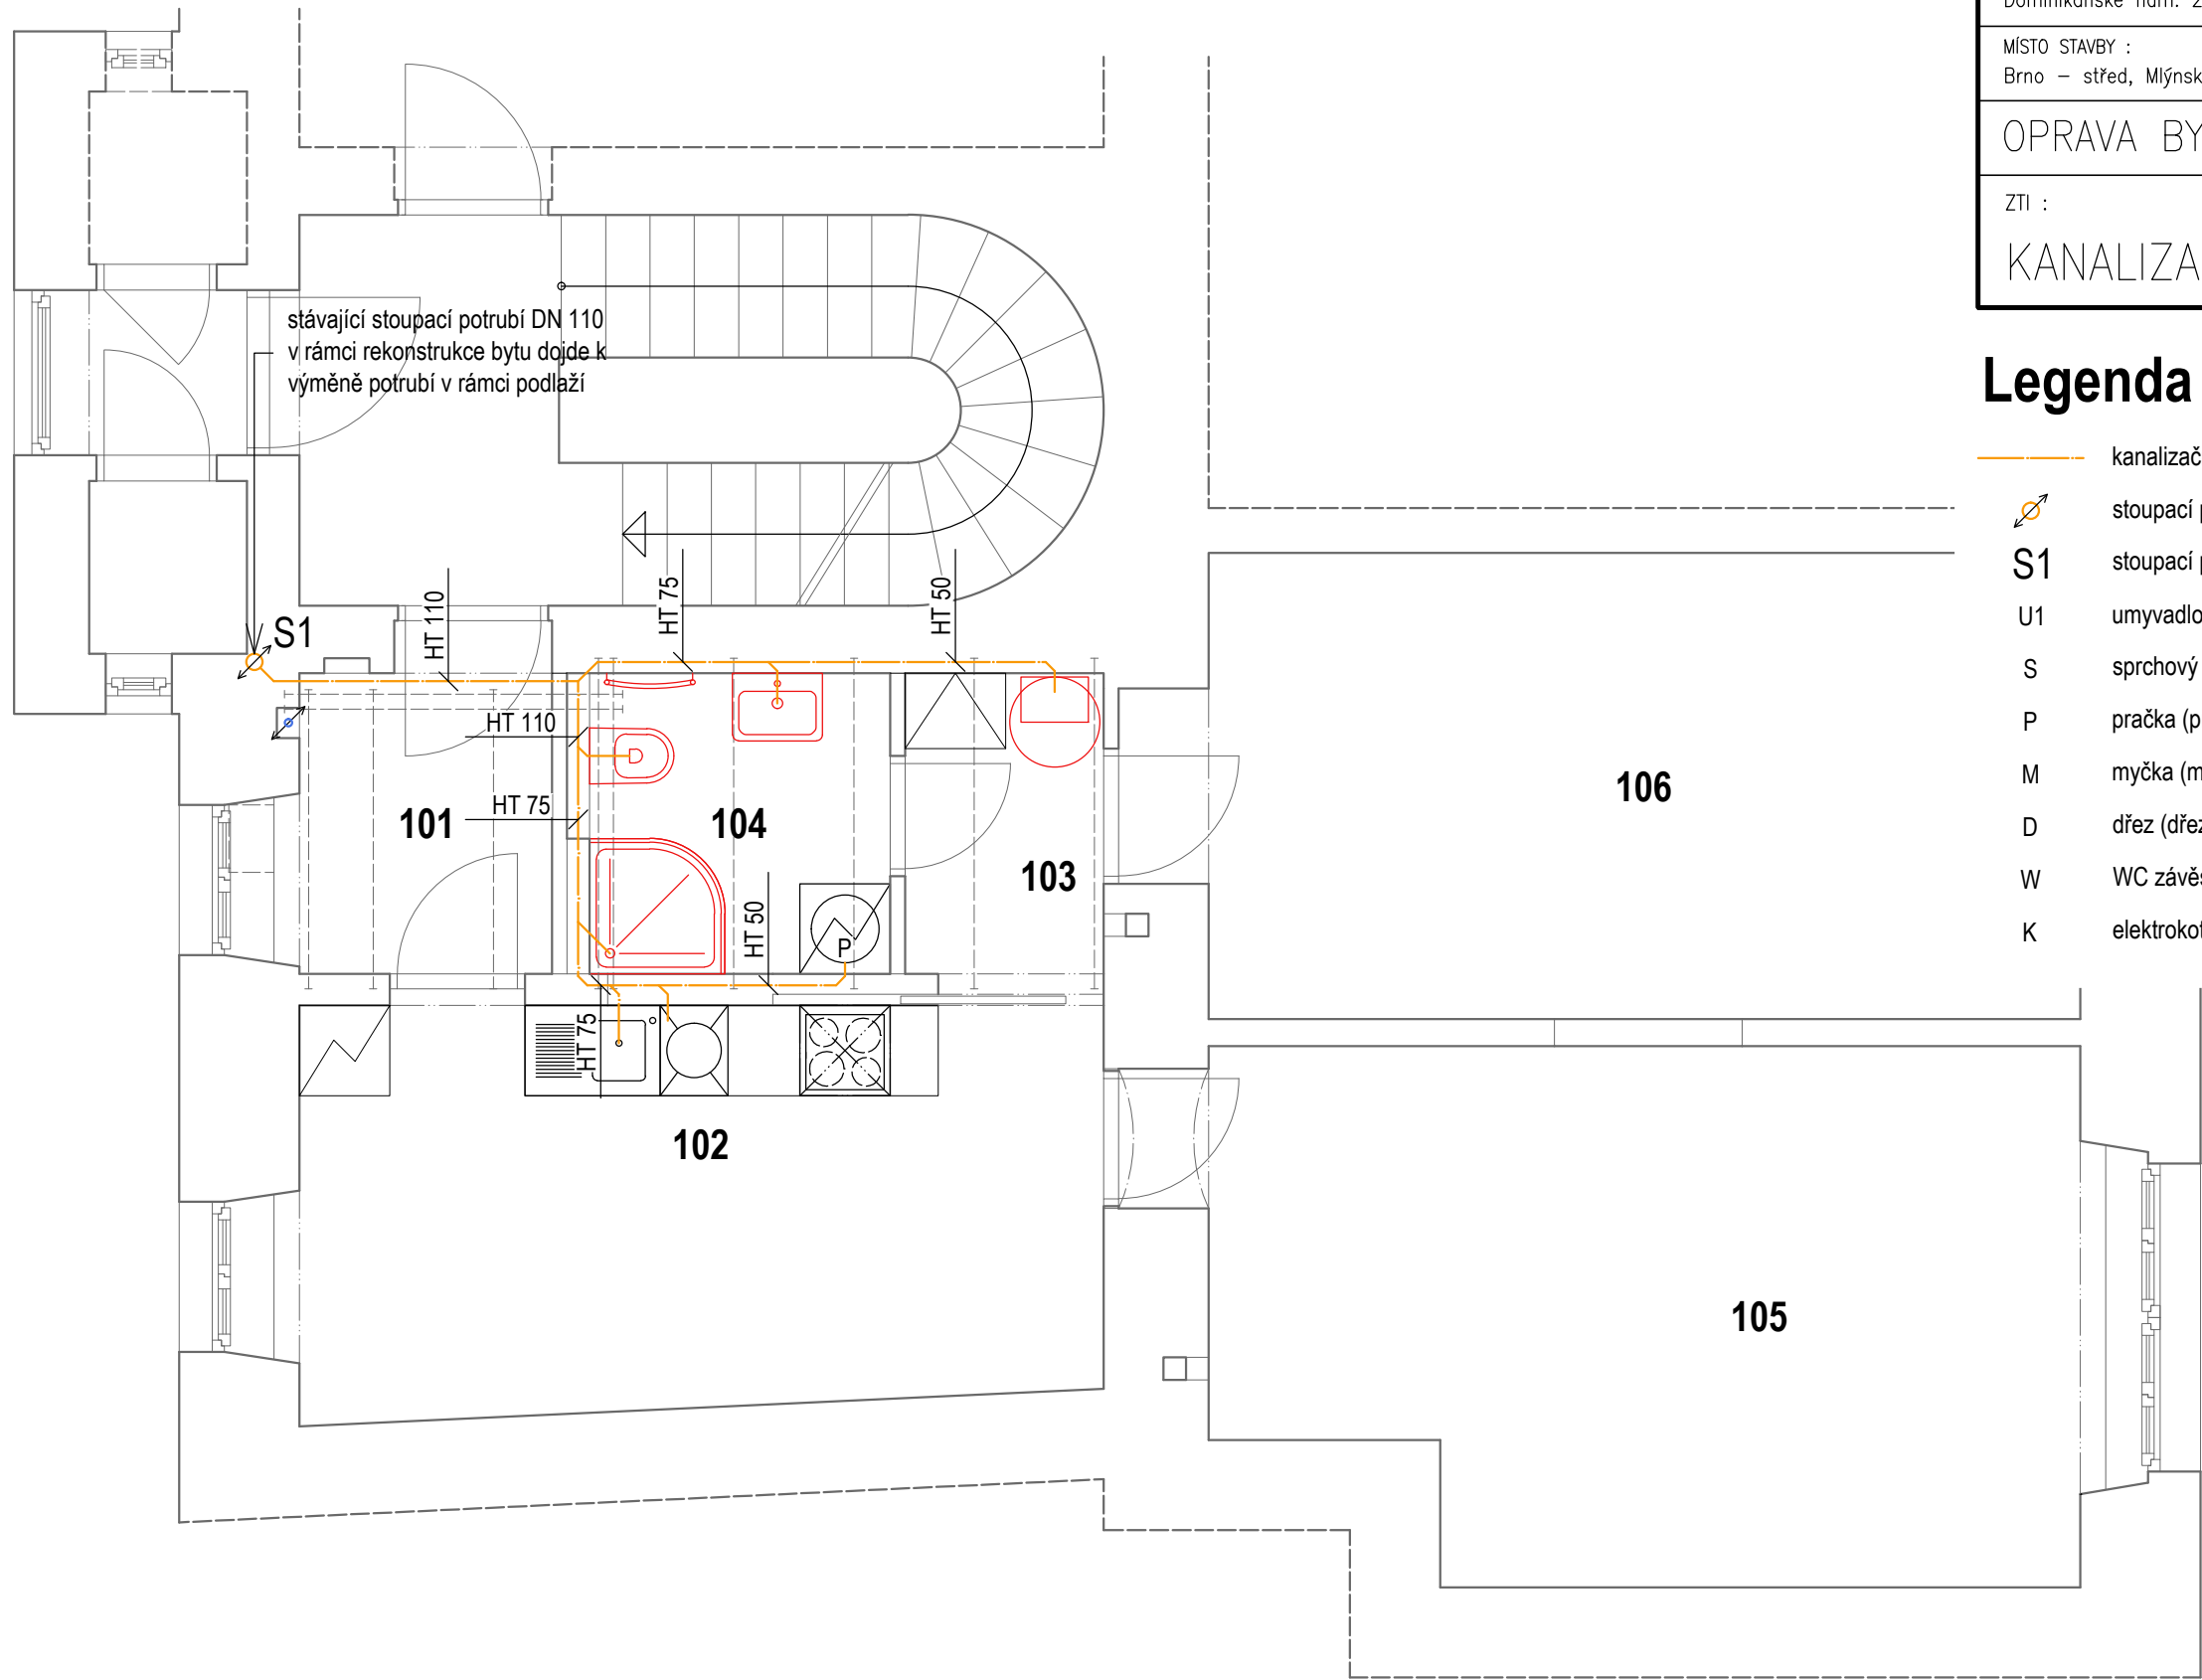 MÍSTO STAVBY :
Brno – střed, Mlýnsk
OPRAVA BY
ZTI :
KANALIZA
stávající stoupací potrubí DN 110
v rámci rekonstrukce bytu dojde k
výměně potrubí v rámci podlaží
Legenda
kanalizač
stoupací p
S1 stoupací p
U1 umyvadlo
S sprchový
P pračka (p
M myčka (m
D dřez (dřez
W WC závěs
K elektrokot
S1
HT 110
HT 75
HT 50
HT 110
HT 75
101
104
103
106
HT 50
P
HT 75
102
105